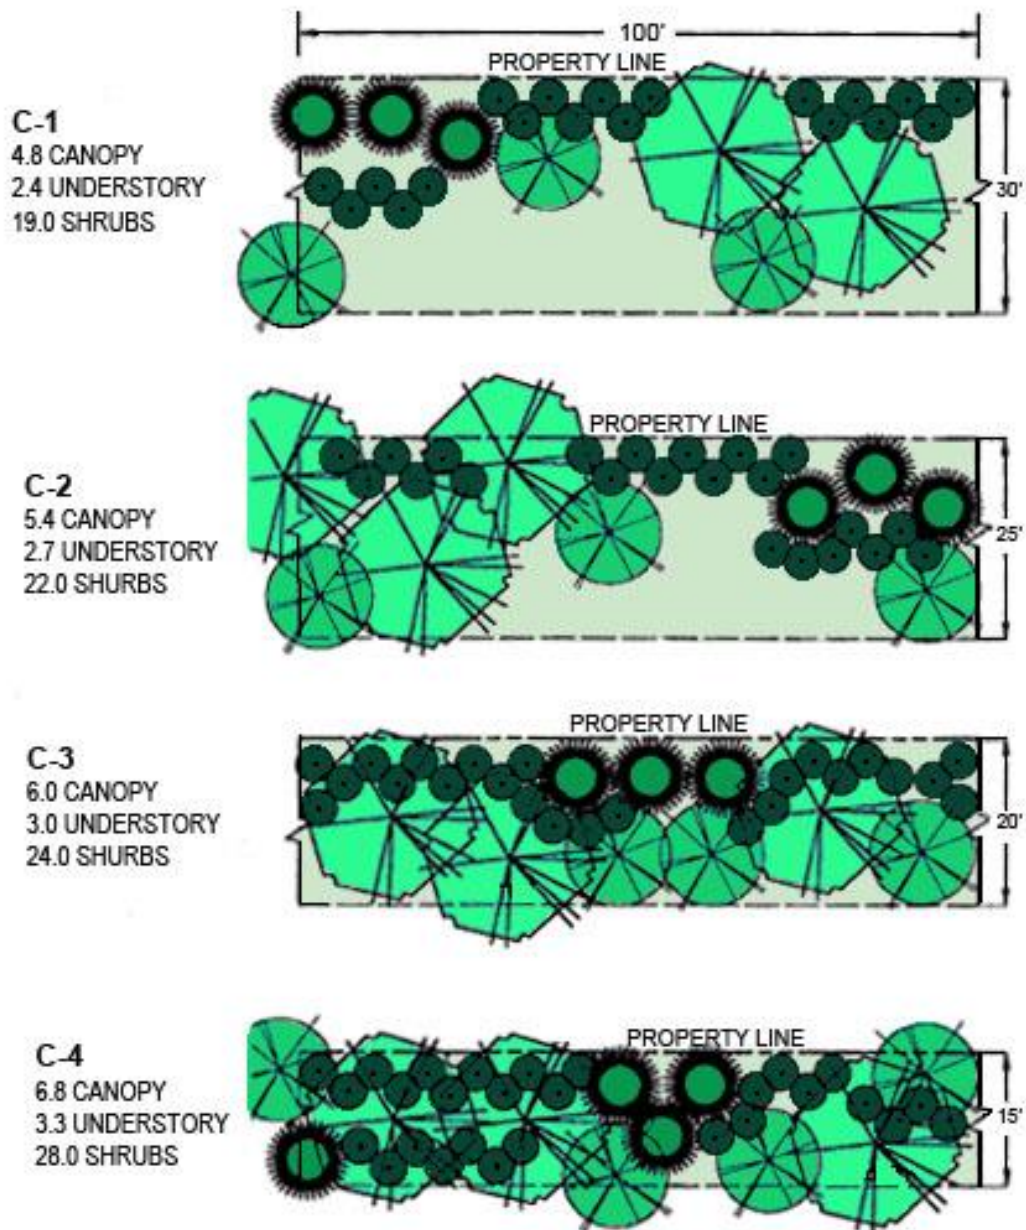 100'
PROPERTY LINE
C-1
4.8 CANOPY
2.4 UNDERSTORY
19.0 SHRUBS
30'
PROPERTY LINE
C-2
5.4 CANOPY
2.7 UNDERSTORY
22.0 SHURBS
25'
PROPERTY LINE
C-3
6.0 CANOPY
3.0 UNDERSTORY
24.0 SHURBS
20'
PROPERTY LINE
C-4
6.8 CANOPY
3.3 UNDERSTORY
28.0 SHRUBS
15'